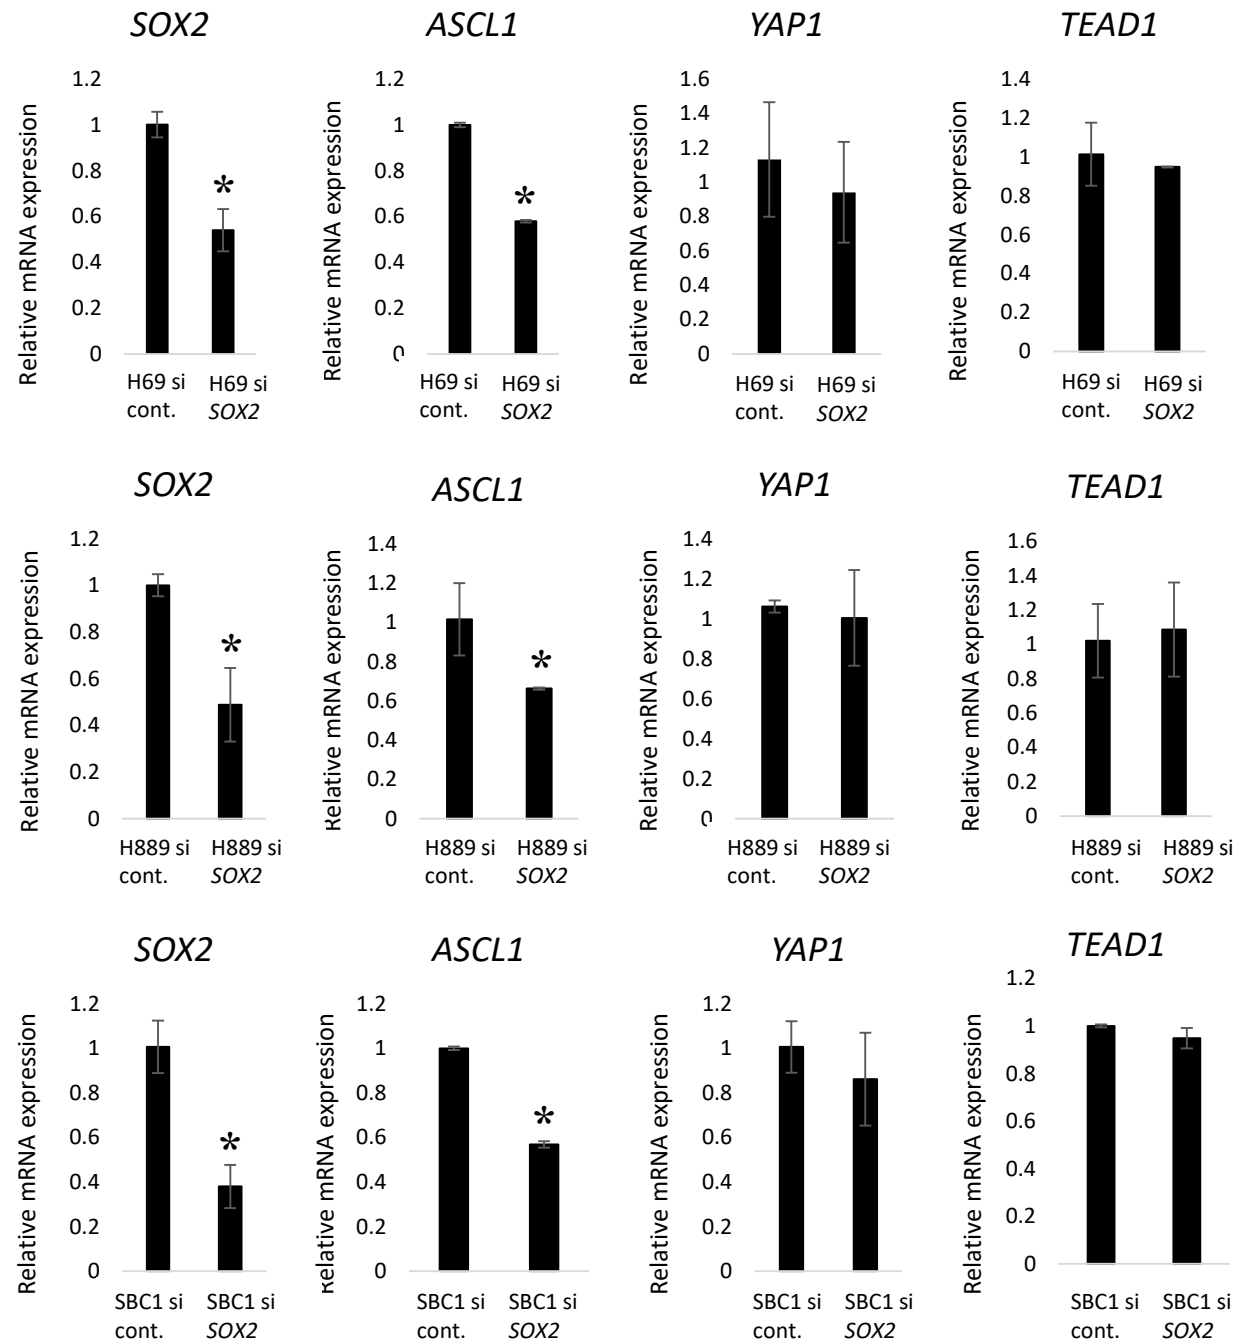 SOX2 ASCL1 YAP1 TEAD1
Relative mRNA expression
1.2
1
0.8
0.6
0.4
0.2
0
*
H69 si H69 si
cont. SOX2
Relative mRNA expression
1.2
1
0.8
0.6
0.4
0.2
0
*
H69 si H69 si
cont. SOX2
Relative mRNA expression
1.6
1.4
1.2
1
0.8
0.6
0.4
0.2
0
H69 si H69 si
cont. SOX2
Relative mRNA expression
1.4
1.2
1
0.8
0.6
0.4
0.2
0
H69 si H69 si
cont. SOX2
SOX2 ASCL1 YAP1 TEAD1
Relative mRNA expression
1.2
1
0.8
0.6
0.4
0.2
0
*
H889 si H889 si
cont. SOX2
Relative mRNA expression
1.4
1.2
1
0.8
0.6
0.4
0.2
0
*
H889 si H889 si
cont. SOX2
Relative mRNA expression
1.4
1.2
1
0.8
0.6
0.4
0.2
0
H889 si H889 si
cont. SOX2
Relative mRNA expression
1.6
1.4
1.2
1
0.8
0.6
0.4
0.2
0
H889 si H889 si
cont. SOX2
SOX2 ASCL1 YAP1 TEAD1
Relative mRNA expression
1.2
1
0.8
0.6
0.4
0.2
0
*
SBC1 si SBC1 si
cont. SOX2
Relative mRNA expression
1.2
1
0.8
0.6
0.4
0.2
0
*
SBC1 si SBC1 si
cont. SOX2
Relative mRNA expression
1.2
1
0.8
0.6
0.4
0.2
0
SBC1 si SBC1 si
cont. SOX2
Relative mRNA expression
1.2
1
0.8
0.6
0.4
0.2
0
SBC1 si SBC1 si
cont. SOX2